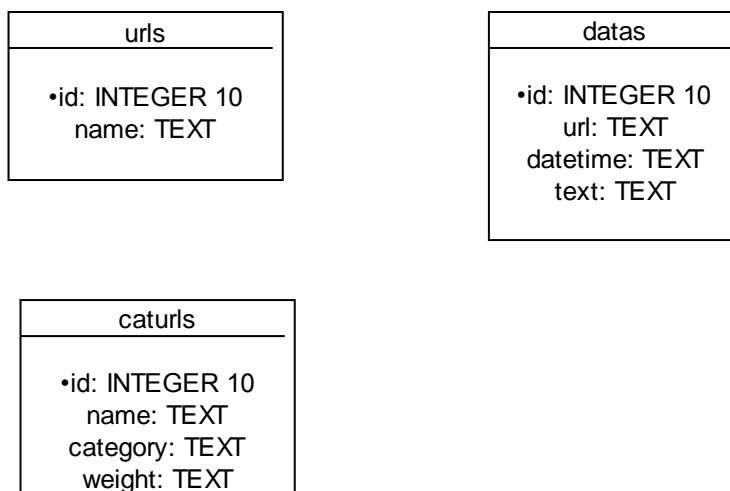 urls
•id: INTEGER 10
name: TEXT
datas
•id: INTEGER 10
url: TEXT
datetime: TEXT
text: TEXT
caturls
•id: INTEGER 10
name: TEXT
category: TEXT
weight: TEXT